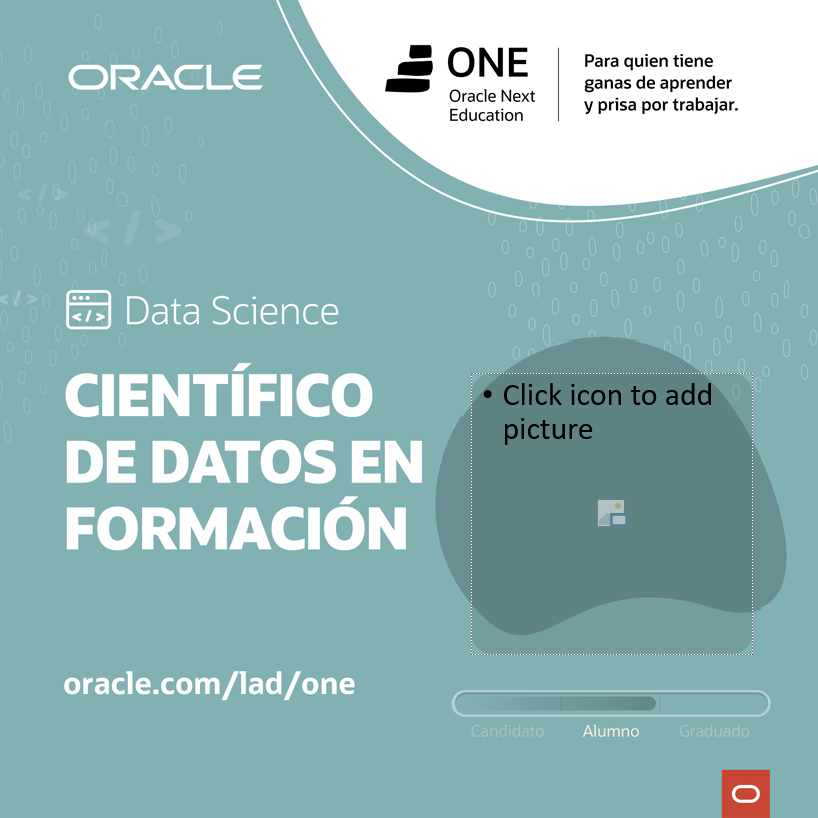 ORACLE
ONE
Oracle Next
Education
Para quien tiene
ganas de aprender
y prisa por trabajar.
</>
</>
</>
</> Data Science
CIENTÍFICO
DE DATOS EN
FORMACIÓN
• Click icon to add
picture
oracle.com/lad/one
Candidato Alumno Graduado